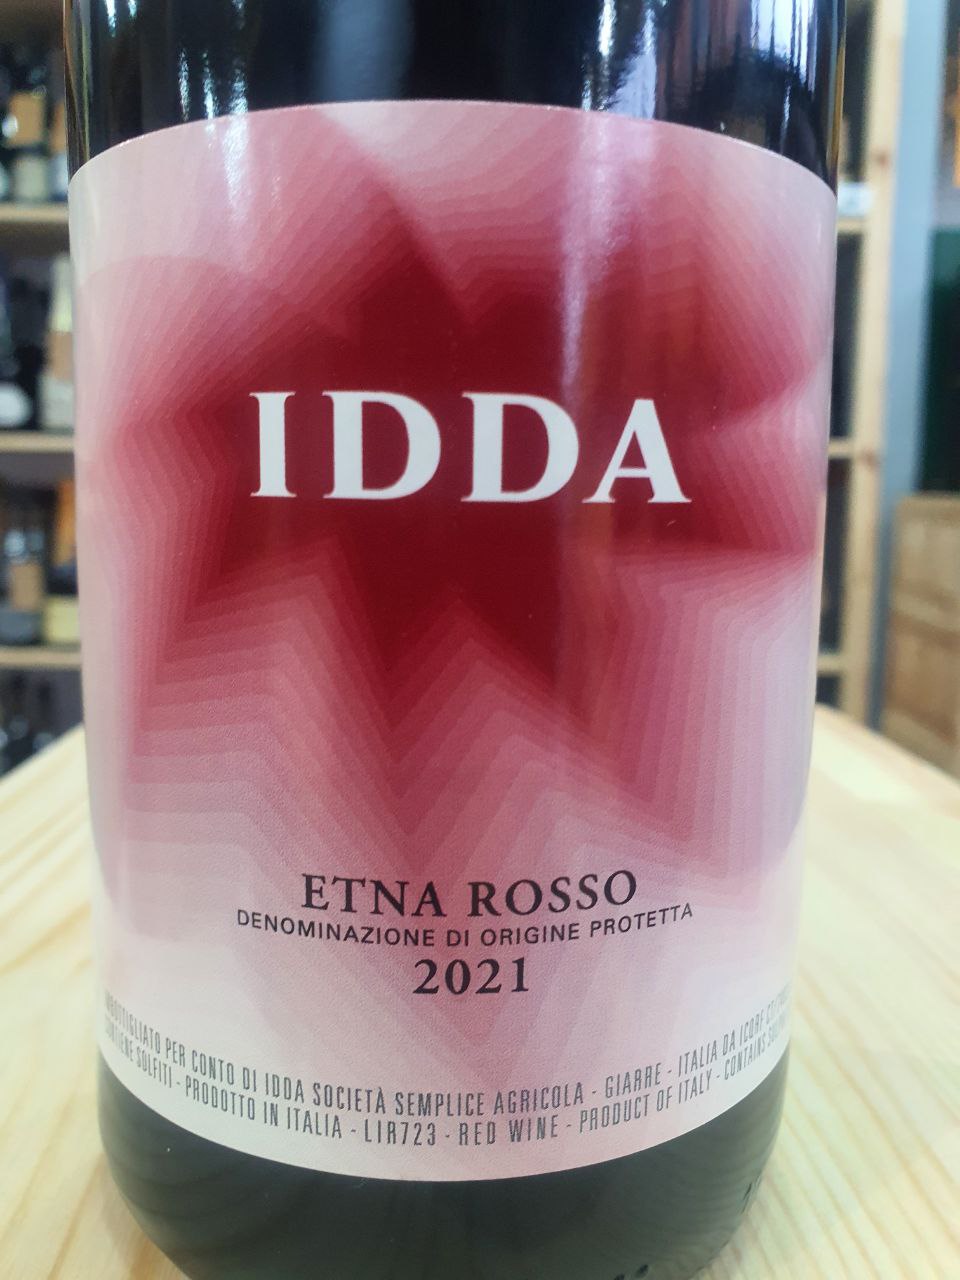 IDDA
ETNA ROSSO
DENOMINAZIONE DI ORIGINE PROTETTA
2021
PER CONTO DI IDDA SOCIETÀ SEMPLICE AGRICOLA - GIARRE - ITALIA DA ICORF
SOLFITI - PRODOTTO IN ITALIA - LIR723 - RED WINE - PRODUCT OF ITALY - CONTAINS